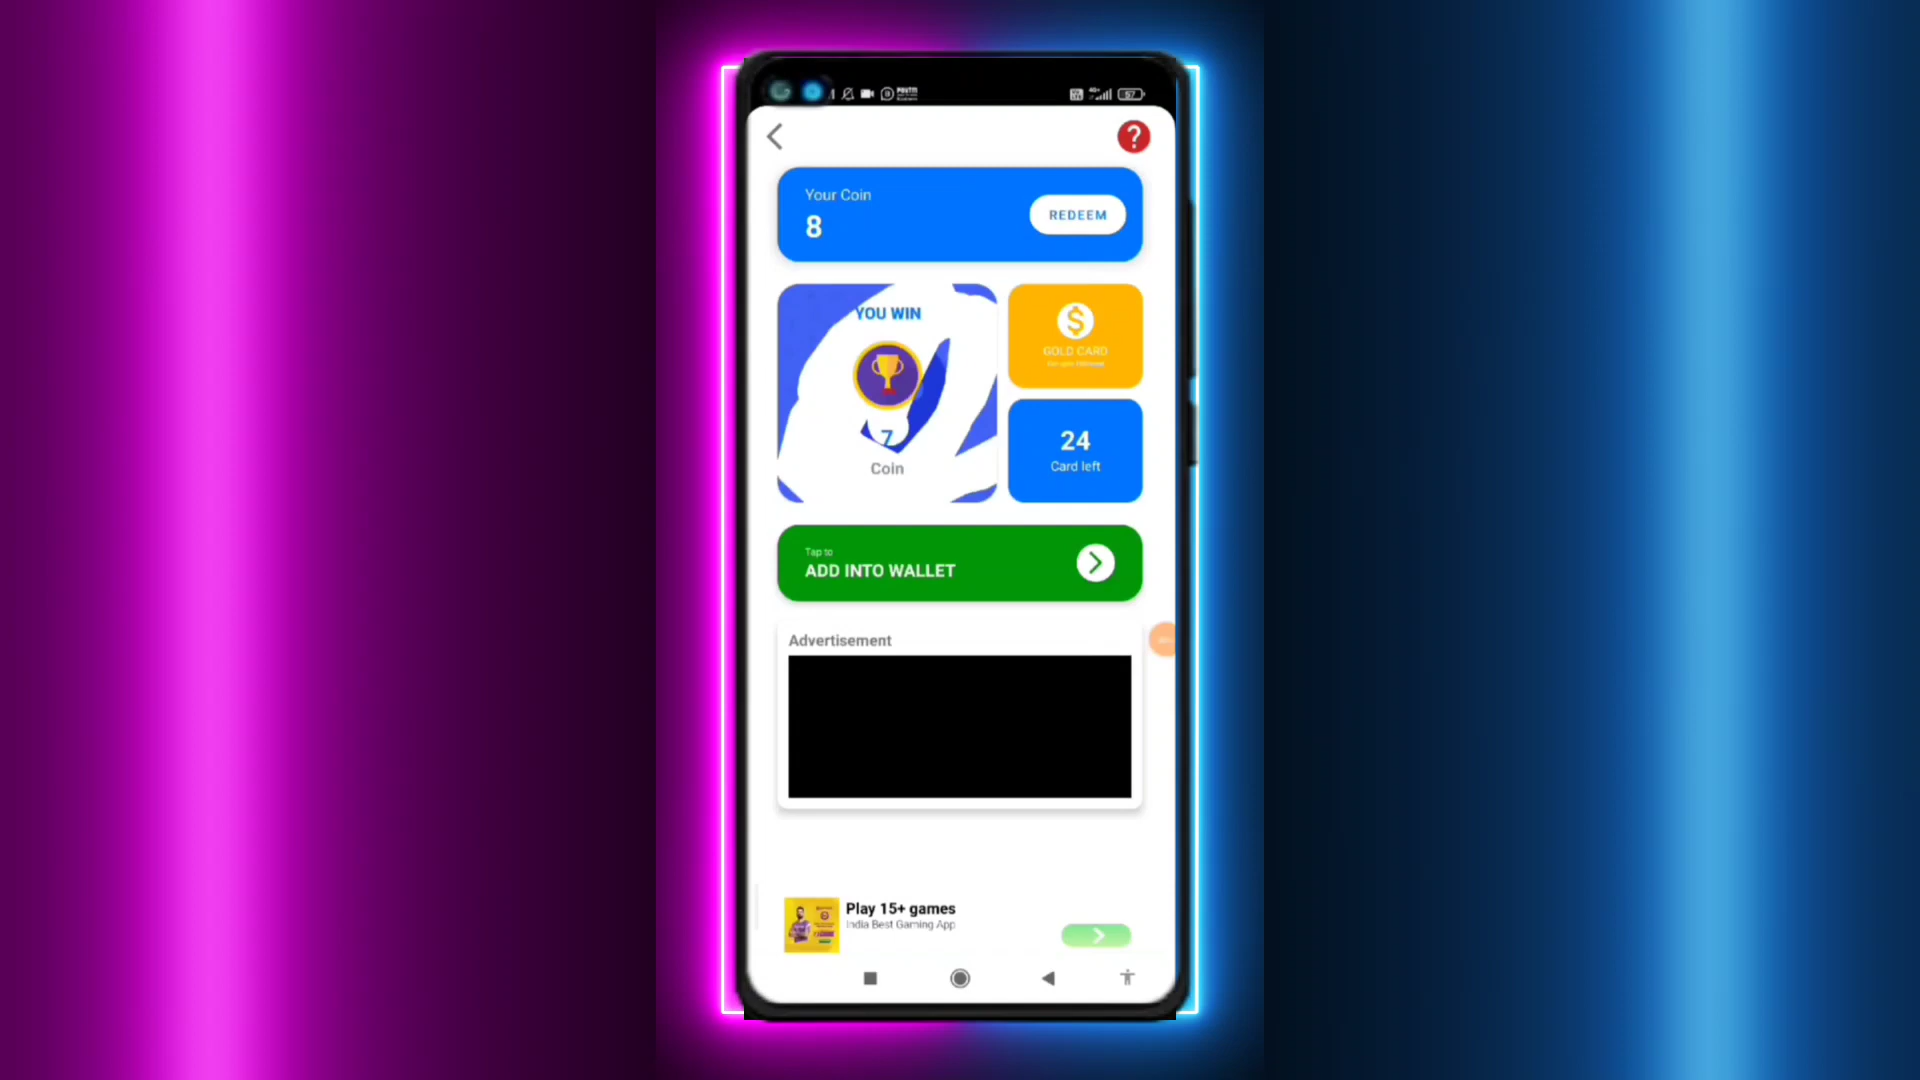 57
?
Your Coin
8
REDEEM
YOU WIN
7
Coin
$
GOLD CARD
24
Card left
Tap to
ADD INTO WALLET
Advertisement
Play 15+ games
India Best Gaming App